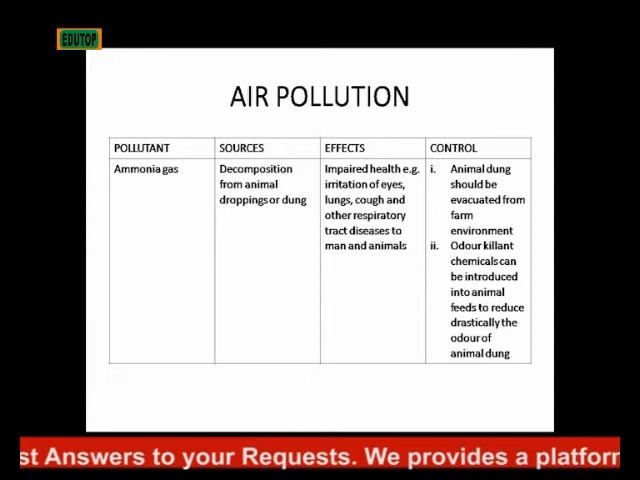 EDUTOP
AIR POLLUTION
POLLUTANT
SOURCES
EFFECTS
CONTROL
Ammonia gas
Decomposition
from animal
droppings or dung
Impaired health e.g.
irritation of eyes,
lungs, cough and
other respiratory
tract diseases to
man and animals
i. Animal dung
should be
evacuated from
farm
environment
ii. Odour killant
chemicals can
be introduced
into animal
feeds to reduce
drastically the
odour of
animal dung
st Answers to your Requests. We provides a platform